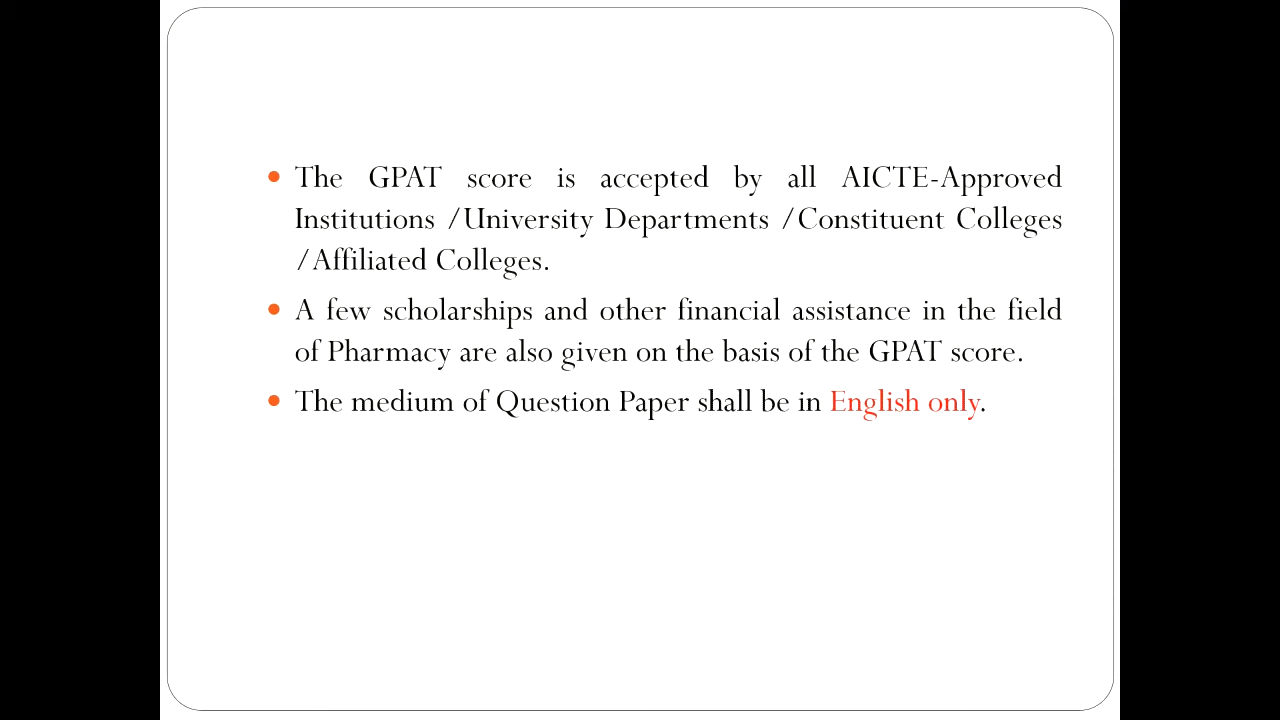 The GPAT score is accepted by all AICTE-Approved
Institutions /University Departments /Constituent Colleges
/Affiliated Colleges.
A few scholarships and other financial assistance in the field
of Pharmacy are also given on the basis of the GPAT score.
The medium of Question Paper shall be in English only.